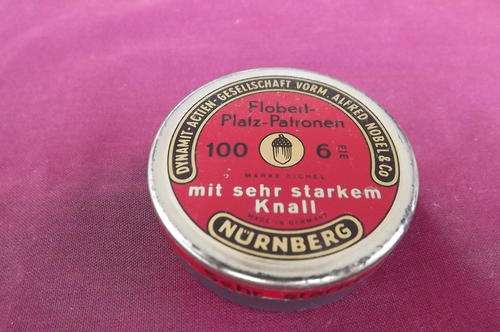 DYNAMIT-ACTIEN-GESELLSCHAFT VORM. ALFRED NOBEL & Co
Flobert-
Platz-Patronen
100 6
MARKE EICHEL
mit sehr starkem
Knall
MADE IN GERMANY
NÜRNBERG